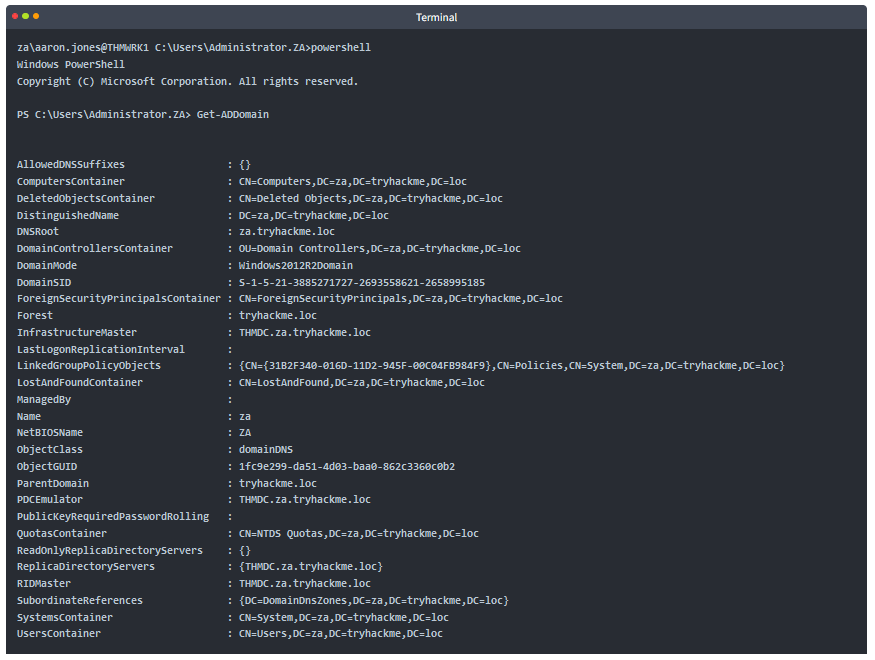 Terminal
za\aaron.jones@THMWRK1 C:\Users\Administrator.ZA>powershell
Windows PowerShell
Copyright (C) Microsoft Corporation. All rights reserved.
PS C:\Users\Administrator.ZA> Get-ADDomain
AllowedDNSSuffixes : {}
ComputersContainer : CN=Computers,DC=za,DC=tryhackme,DC=loc
DeletedObjectsContainer : CN=Deleted Objects,DC=za,DC=tryhackme,DC=loc
DistinguishedName : DC=za,DC=tryhackme,DC=loc
DNSRoot : za.tryhackme.loc
DomainControllersContainer : OU=Domain Controllers,DC=za,DC=tryhackme,DC=loc
DomainMode : Windows2012R2Domain
DomainSID : S-1-5-21-3885271727-2693558621-2658995185
ForeignSecurityPrincipalsContainer : CN=ForeignSecurityPrincipals,DC=za,DC=tryhackme,DC=loc
Forest : tryhackme.loc
InfrastructureMaster : THMDC.za.tryhackme.loc
LastLogonReplicationInterval :
LinkedGroupPolicyObjects : {CN={31B2F340-016D-11D2-945F-00C04FB984F9},CN=Policies,CN=System,DC=za,DC=tryhackme,DC=loc}
LostAndFoundContainer : CN=LostAndFound,DC=za,DC=tryhackme,DC=loc
ManagedBy :
Name : za
NetBIOSName : ZA
ObjectClass : domainDNS
ObjectGUID : 1fc9e299-da51-4d03-baa0-862c3360c0b2
ParentDomain : tryhackme.loc
PDCEmulator : THMDC.za.tryhackme.loc
PublicKeyRequiredPasswordRolling :
QuotasContainer : CN=NTDS Quotas,DC=za,DC=tryhackme,DC=loc
ReadOnlyReplicaDirectoryServers : {}
ReplicaDirectoryServers : {THMDC.za.tryhackme.loc}
RIDMaster : THMDC.za.tryhackme.loc
SubordinateReferences : {DC=DomainDnsZones,DC=za,DC=tryhackme,DC=loc}
SystemsContainer : CN=System,DC=za,DC=tryhackme,DC=loc
UsersContainer : CN=Users,DC=za,DC=tryhackme,DC=loc